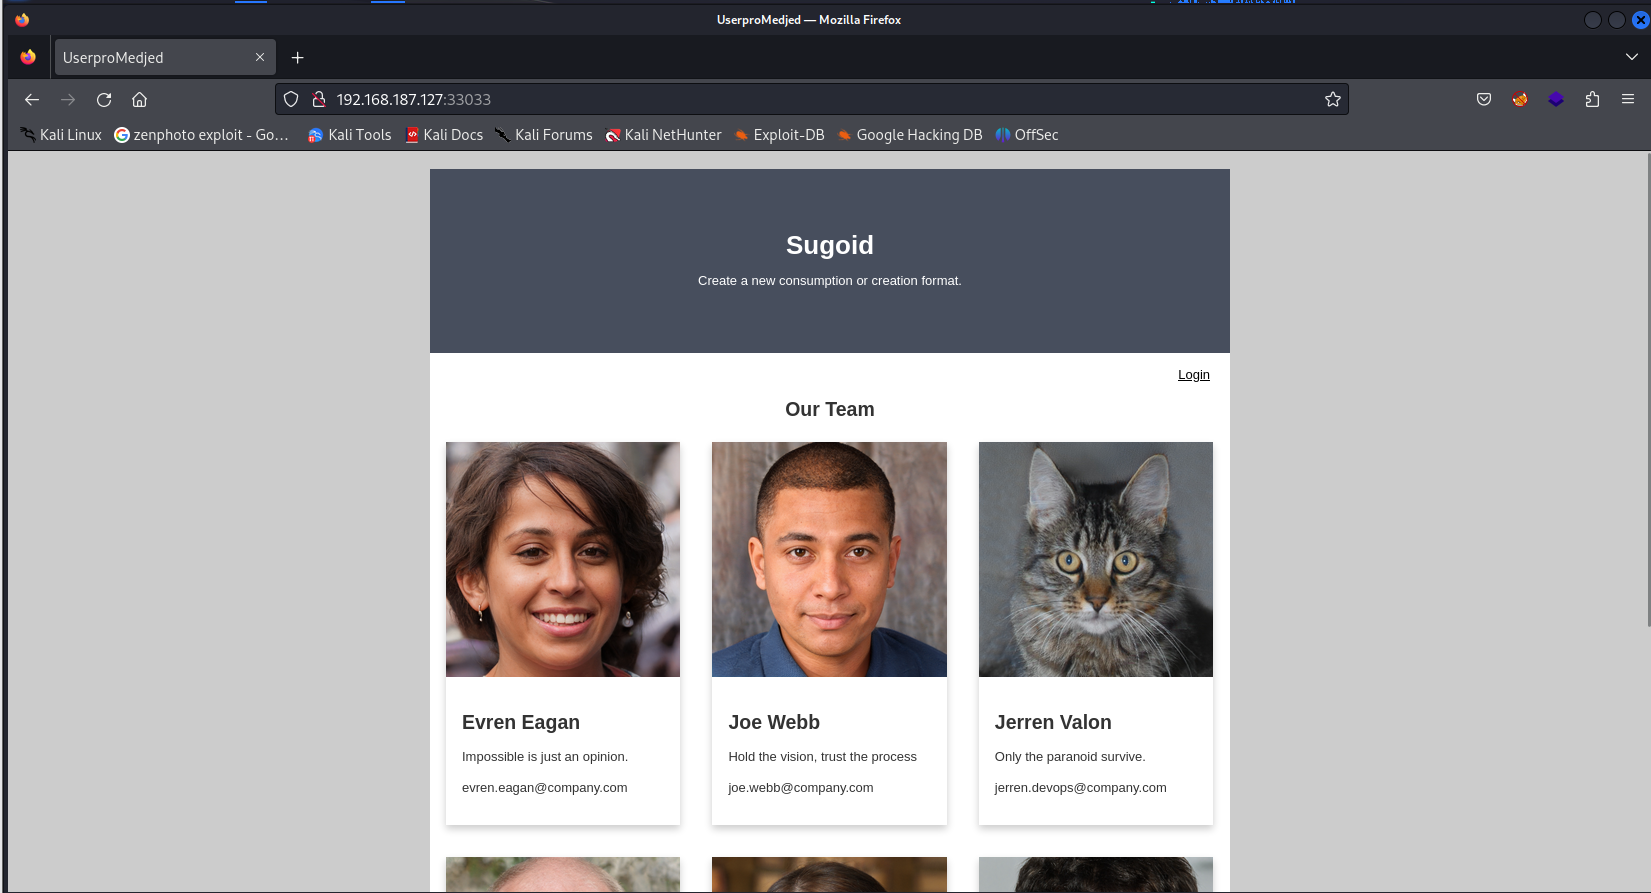 UserproMedjed — Mozilla Firefox
UserproMedjed
192.168.187.127:33033
Kali Linux
zenphoto exploit - Go…
Kali Tools
Kali Docs
Kali Forums
Kali NetHunter
Exploit-DB
Google Hacking DB
OffSec
Sugoid
Create a new consumption or creation format.
Login
Our Team
Evren Eagan
Impossible is just an opinion.
evren.eagan@company.com
Joe Webb
Hold the vision, trust the process
joe.webb@company.com
Jerren Valon
Only the paranoid survive.
jerren.devops@company.com